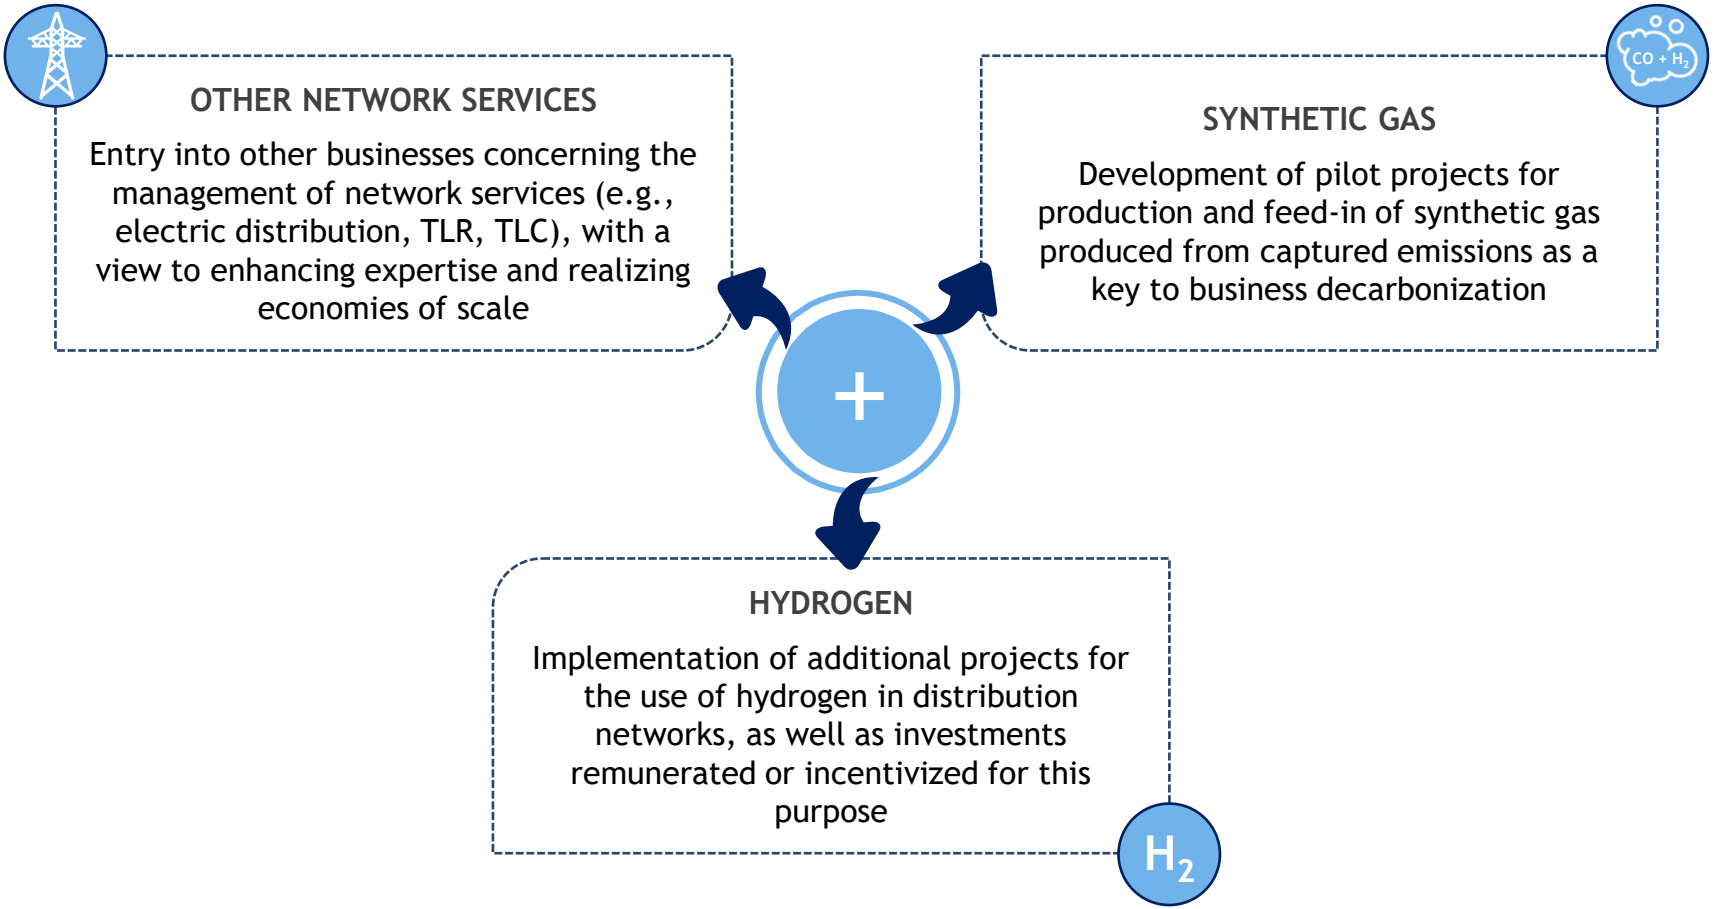 OTHER NETWORK SERVICES
Entry into other businesses concerning the
management of network services (e.g.,
electric distribution, TLR, TLC), with a
view to enhancing expertise and realizing
economies of scale
CO + H₂
SYNTHETIC GAS
Development of pilot projects for
production and feed-in of synthetic gas
produced from captured emissions as a
key to business decarbonization
+
HYDROGEN
Implementation of additional projects for
the use of hydrogen in distribution
networks, as well as investments
remunerated or incentivized for this
purpose
H₂